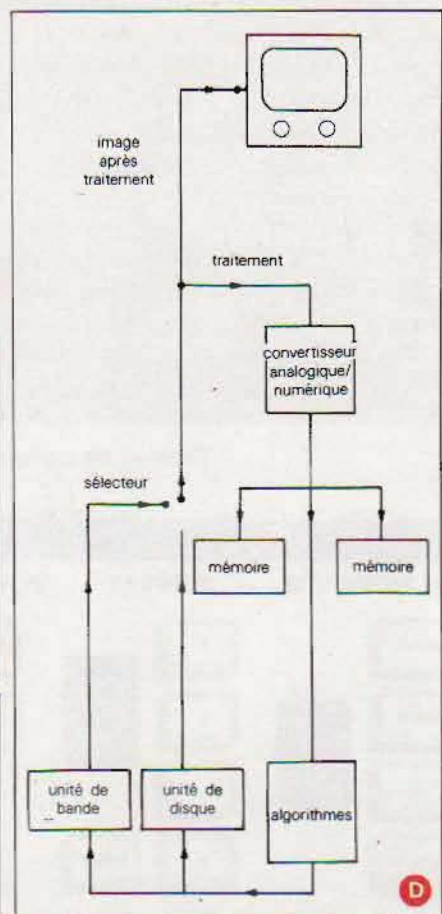 image
après
traitement
traitement
convertisseur
analogique/
numérique
sélecteur
mémoire
mémoire
unité de
bande
unité de
disque
algorithmes
D